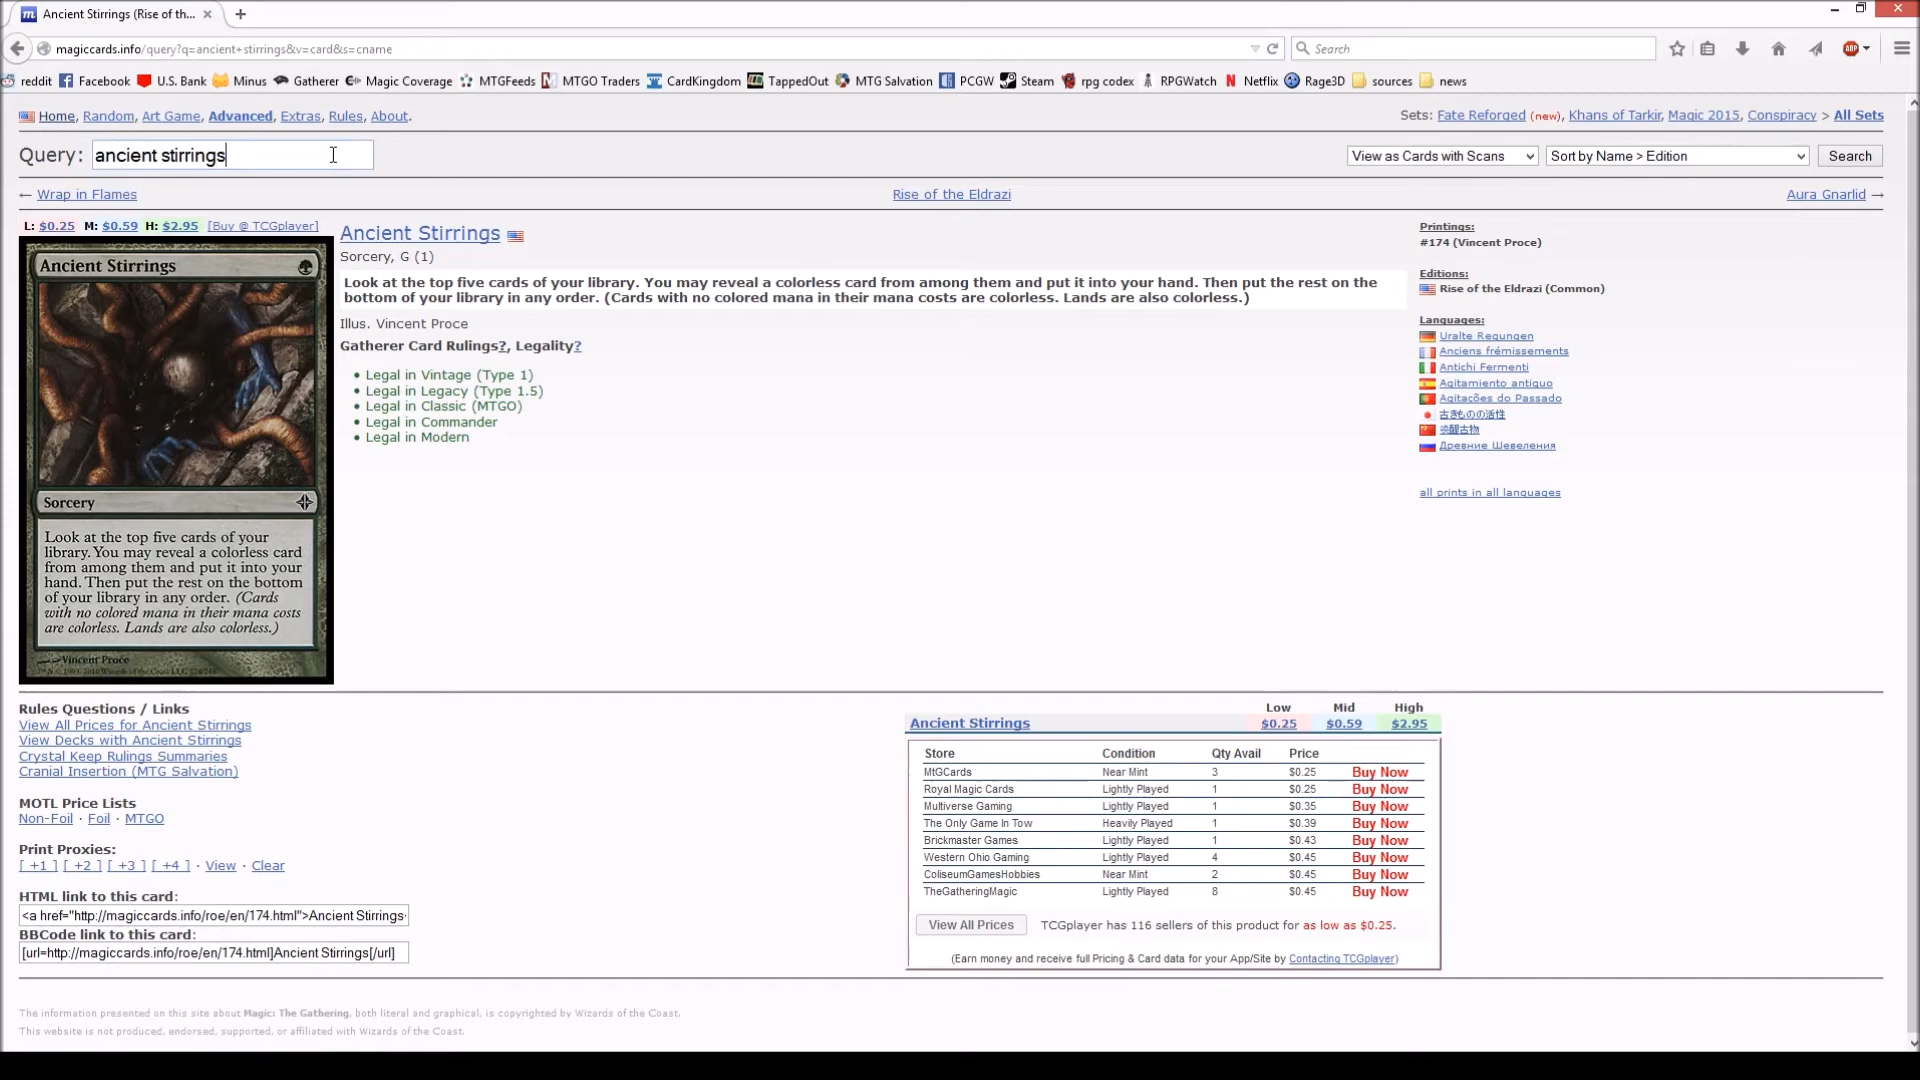 Ancient Stirrings (Rise of th...
magiccards.info/query?q=ancient+stirrings&v=card&s=cname
Search
ABP
reddit Facebook U.S. Bank Minus Gatherer Magic Coverage MTGFeeds MTGO Traders CardKingdom TappedOut MTG Salvation PCGW Steam rpg codex RPGWatch Netflix Rage3D sources news
Home, Random, Art Game, Advanced, Extras, Rules, About.
Sets: Fate Reforged (new), Khans of Tarkir, Magic 2015, Conspiracy > All Sets
Query: ancient stirrings
View as Cards with Scans
Sort by Name > Edition
Search
← Wrap in Flames
Rise of the Eldrazi
Aura Gnarlid →
L: $0.25 M: $0.59 H: $2.95 [Buy @ TCGplayer]
Ancient Stirrings
Sorcery
Look at the top five cards of your
library. You may reveal a colorless card
from among them and put it into your
hand. Then put the rest on the bottom
of your library in any order. (Cards
with no colored mana in their mana costs
are colorless. Lands are also colorless.)
Vincent Proce
Ancient Stirrings
Sorcery, G (1)
Look at the top five cards of your library. You may reveal a colorless card from among them and put it into your hand. Then put the rest on the
bottom of your library in any order. (Cards with no colored mana in their mana costs are colorless. Lands are also colorless.)
Illus. Vincent Proce
Gatherer Card Rulings?, Legality?
• Legal in Vintage (Type 1)
• Legal in Legacy (Type 1.5)
• Legal in Classic (MTGO)
• Legal in Commander
• Legal in Modern
Printings:
#174 (Vincent Proce)
Editions:
Rise of the Eldrazi (Common)
Languages:
Uralte Regungen
Anciens frémissements
Antichi Fermenti
Agitamiento antiguo
Agitações do Passado
古きものの活性
唤醒古物
Древние Шевеления
all prints in all languages
Rules Questions / Links
View All Prices for Ancient Stirrings
View Decks with Ancient Stirrings
Crystal Keep Rulings Summaries
Cranial Insertion (MTG Salvation)
MOTL Price Lists
Non-Foil · Foil · MTGO
Print Proxies:
[ +1 ] [ +2 ] [ +3 ] [ +4 ] · View · Clear
HTML link to this card:
<a href="http://magiccards.info/roe/en/174.html">Ancient Stirrings
BBCode link to this card:
[url=http://magiccards.info/roe/en/174.html]Ancient Stirrings[/url]
Low Mid High
Ancient Stirrings $0.25 $0.59 $2.95
Store Condition Qty Avail Price
MtGCards Near Mint 3 $0.25 Buy Now
Royal Magic Cards Lightly Played 1 $0.25 Buy Now
Multiverse Gaming Lightly Played 1 $0.35 Buy Now
The Only Game In Tow Heavily Played 1 $0.39 Buy Now
Brickmaster Games Lightly Played 1 $0.43 Buy Now
Western Ohio Gaming Lightly Played 4 $0.45 Buy Now
ColiseumGamesHobbies Near Mint 2 $0.45 Buy Now
TheGatheringMagic Lightly Played 8 $0.45 Buy Now
View All Prices TCGplayer has 116 sellers of this product for as low as $0.25.
(Earn money and receive full Pricing & Card data for your App/Site by Contacting TCGplayer)
The information presented on this site about Magic: The Gathering, both literal and graphical, is copyrighted by Wizards of the Coast.
This website is not produced, endorsed, supported, or affiliated with Wizards of the Coast.